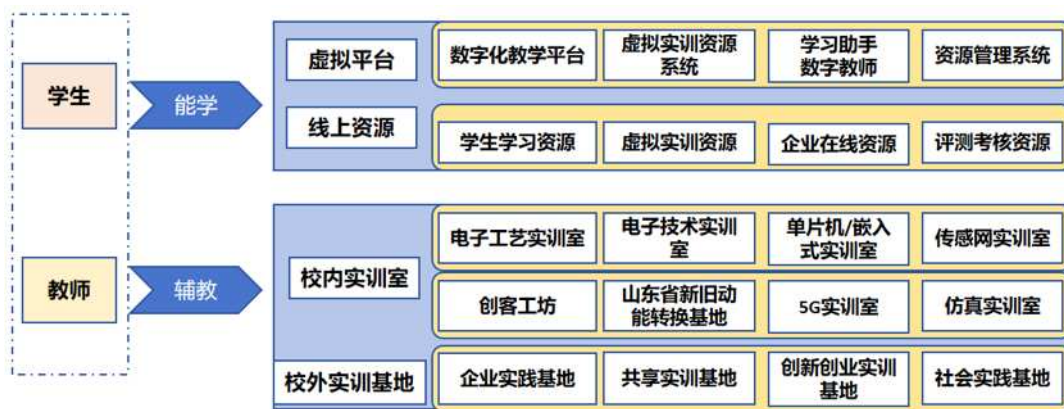 学生
能学
虚拟平台
线上资源
数字化教学平台
虚拟实训资源
系统
学习助手
数字教师
资源管理系统
学生学习资源
虚拟实训资源
企业在线资源
评测考核资源
教师
辅教
校内实训室
校外实训基地
电子工艺实训室
电子技术实训
室
单片机/嵌入
式实训室
传感网实训室
创客工坊
山东省新旧动
能转换基地
5G实训室
仿真实训室
企业实践基地
共享实训基地
创新创业实训
基地
社会实践基地